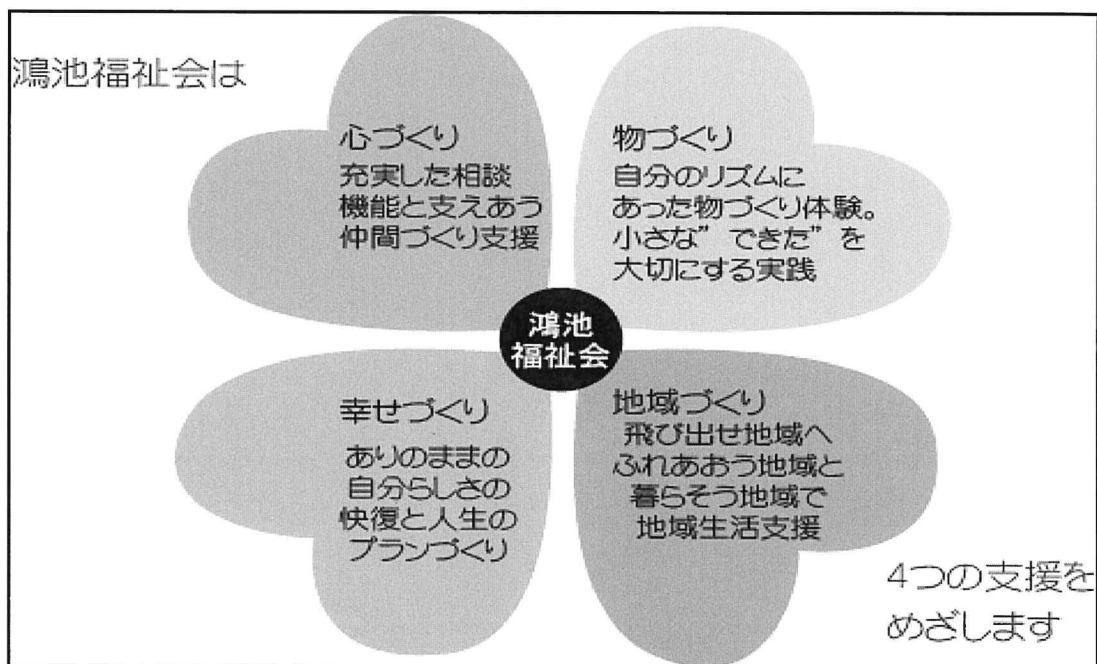 鴻池福祉会は
心づくり
充実した相談
機能と支えあう
仲間づくり支援
物づくり
自分のリズムに
あった物づくり体験。
小さな”できた”を
大切にする実践
鴻池
福祉会
幸せづくり
ありのままの
自分らしさの
快復と人生の
プランづくり
地域づくり
飛び出せ地域へ
ふれあおう地域と
暮らそう地域で
地域生活支援
4つの支援を
めざします